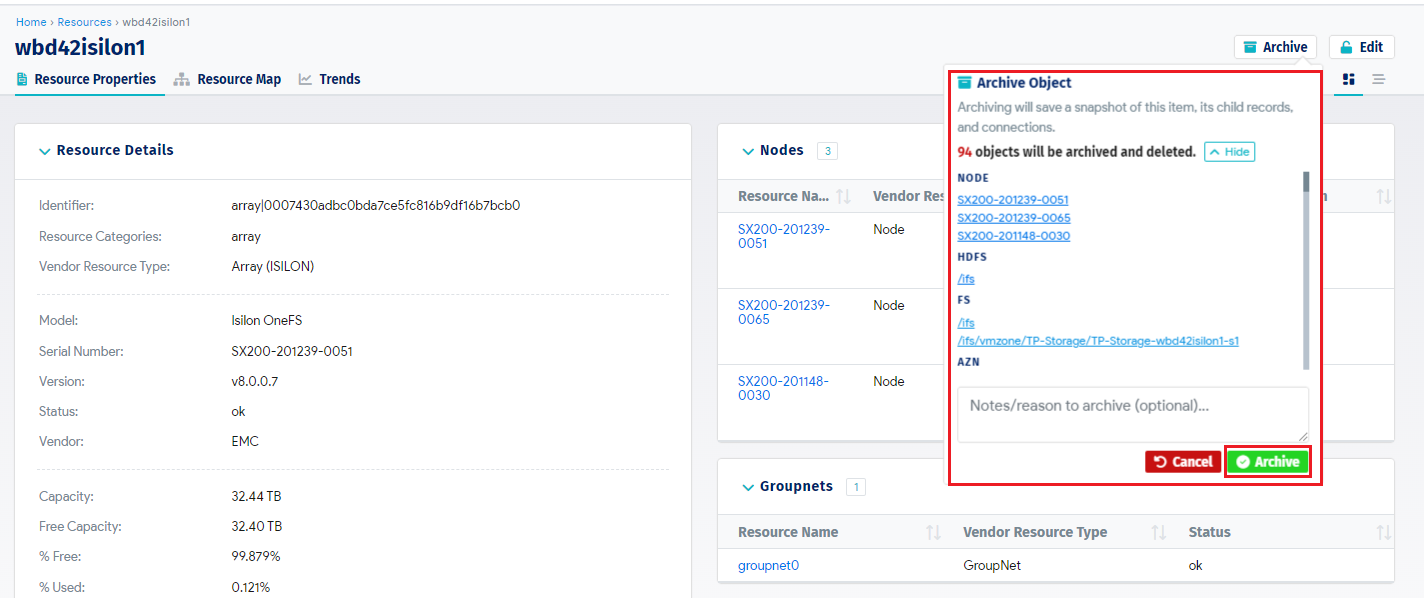 Home › Resources › wbd42isilon1
wbd42isilon1
Archive
Edit
Resource Properties
Resource Map
Trends
Resource Details
Identifier: array|0007430adbc0bda7ce5fc816b9df16b7bcb0
Resource Categories: array
Vendor Resource Type: Array (ISILON)
Model: Isilon OneFS
Serial Number: SX200-201239-0051
Version: v8.0.0.7
Status: ok
Vendor: EMC
Capacity: 32.44 TB
Free Capacity: 32.40 TB
% Free: 99.879%
% Used: 0.121%
Nodes 3
Resource Na... Vendor Res
SX200-201239-
0051
Node
SX200-201239-
0065
Node
SX200-201148-
0030
Node
Archive Object
Archiving will save a snapshot of this item, its child records,
and connections.
94 objects will be archived and deleted. Hide
NODE
SX200-201239-0051
SX200-201239-0065
SX200-201148-0030
HDFS
/ifs
FS
/ifs
/ifs/vmzone/TP-Storage/TP-Storage-wbd42isilon1-s1
AZN
Notes/reason to archive (optional)...
Cancel
Archive
Groupnets 1
Resource Name Vendor Resource Type Status
groupnet0 GroupNet ok